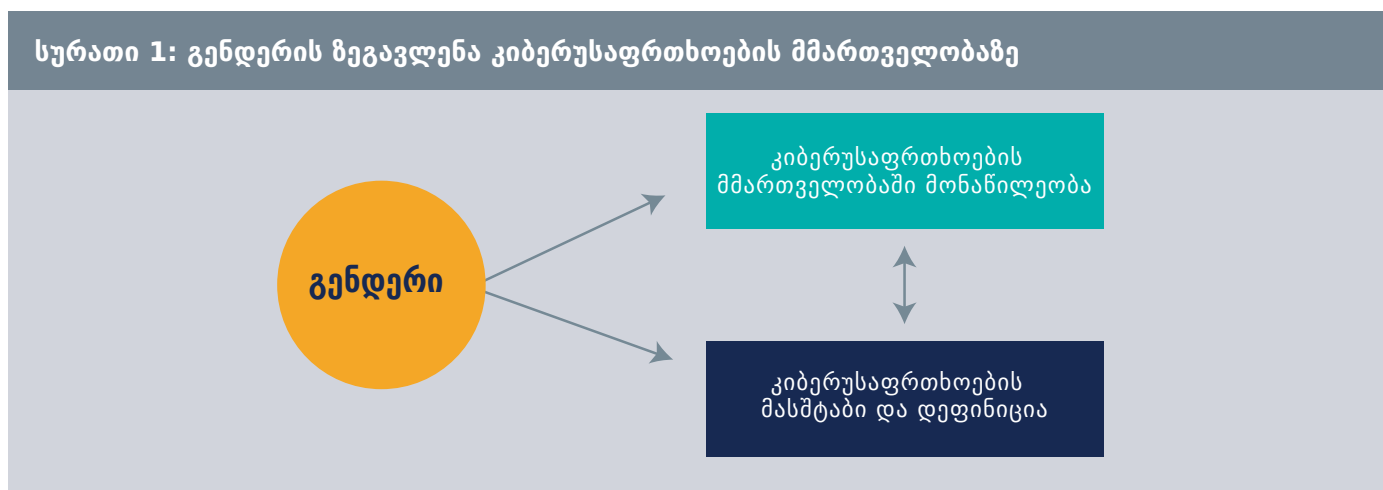 სურათი 1: გენდერის ზეგავლენა კიბერუსაფრთხოების მმართველობაზე
კიბერუსაფრთხოების
მმართველობაში მონაწილეობა
გენდერი
კიბერუსაფრთხოების
მასშტაბი და დეფინიცია